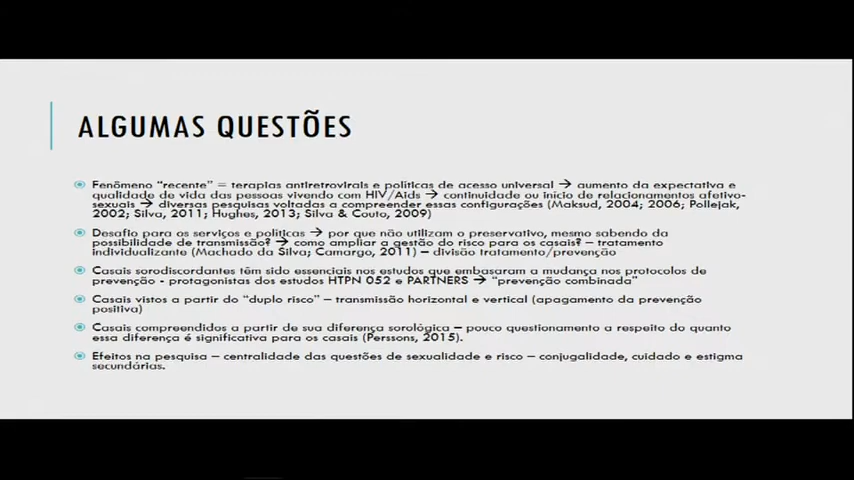 ALGUMAS QUESTÕES
Fenômeno "recente" = terapias antiretrovirais e políticas de acesso universal → aumento da expectativa e
qualidade de vida das pessoas vivendo com HIV/Aids → continuidade ou início de relacionamentos afetivo-
sexuais → diversas pesquisas voltadas a compreender essas configurações (Maksud, 2004; 2006; Pollejak,
2002; Silva, 2011; Hughes, 2013; Silva & Couto, 2009)
Desafio para os serviços e políticas → por que não utilizam o preservativo, mesmo sabendo da
possibilidade de transmissão? → como ampliar a gestão do risco para os casais? – tratamento
individualizante (Machado da Silva; Camargo, 2011) – divisão tratamento/prevenção
Casais sorodiscordantes têm sido essenciais nos estudos que embasaram a mudança nos protocolos de
prevenção - protagonistas dos estudos HTPN 052 e PARTNERS → "prevenção combinada"
Casais vistos a partir do "duplo risco" – transmissão horizontal e vertical (apagamento da prevenção
positiva)
Casais compreendidos a partir de sua diferença sorológica – pouco questionamento a respeito do quanto
essa diferença é significativa para os casais (Perssons, 2015).
Efeitos na pesquisa – centralidade das questões de sexualidade e risco – conjugalidade, cuidado e estigma
secundárias.